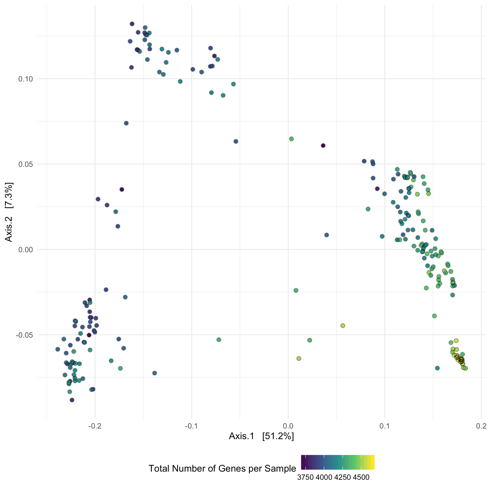 0.10
0.05
0.00
-0.05
Axis.2 [7.3%]
-0.2 -0.1 0.0 0.1 0.2
Axis.1 [51.2%]
Total Number of Genes per Sample
3750 4000 4250 4500